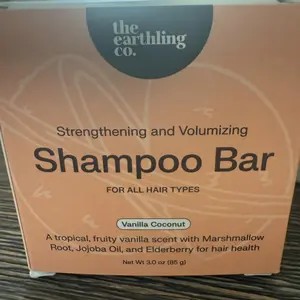 the
earthling
co.
Strengthening and Volumizing
Shampoo Bar
FOR ALL HAIR TYPES
Vanilla Coconut
A tropical, fruity vanilla scent with Marshmallow
Root, Jojoba Oil, and Elderberry for hair health
Net Wt 3.0 oz (85 g)